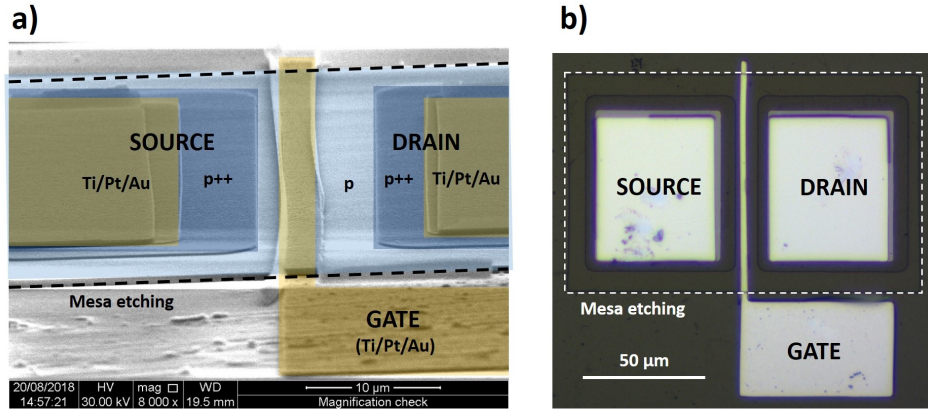 a)
SOURCE
DRAIN
Ti/Pt/Au
p++
p
p++
Ti/Pt/Au
Mesa etching
GATE
(Ti/Pt/Au)
20/08/2018
14:57:21
HV
30.00 kV
mag □
8 000 x
WD
19.5 mm
10 µm
Magnification check
b)
SOURCE
DRAIN
Mesa etching
50 µm
GATE